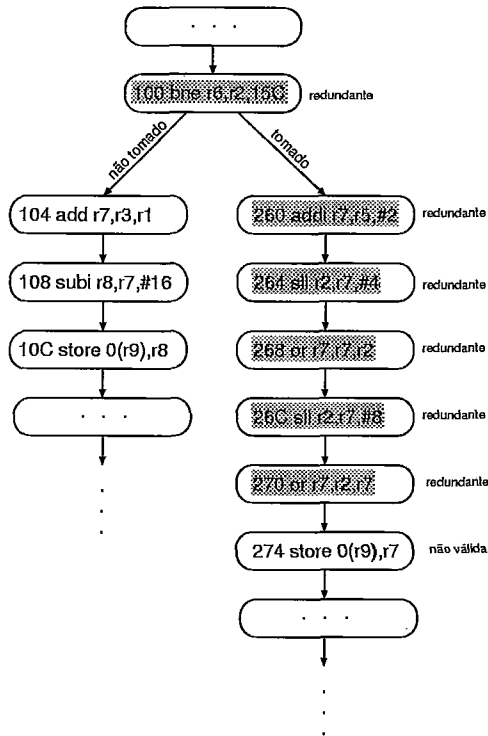 . . .
100 bne r6,r2,15C
redundante
não tomado
tomado
104 add r7,r3,r1
260 addi r7,r5,#2
redundante
108 subi r8,r7,#16
264 sll r2,r7,#4
redundante
10C store 0(r9),r8
268 or r7,r7,r2
redundante
. . .
26C sll r2,r7,#8
redundante
270 or r7,r2,r7
redundante
274 store 0(r9),r7
não válida
. . .